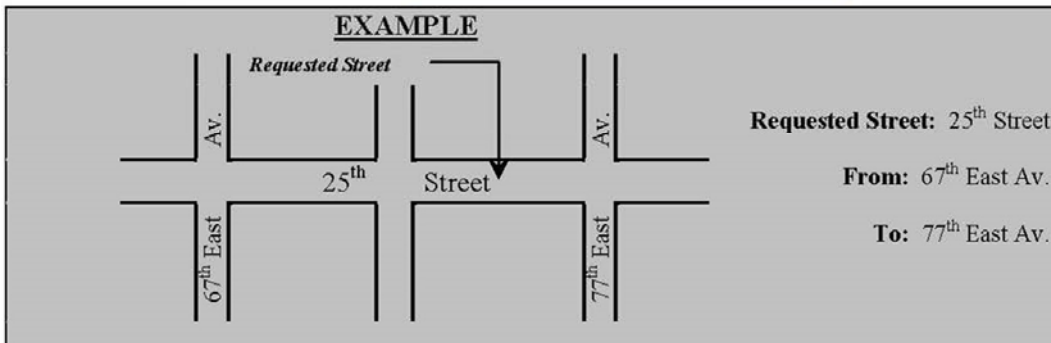 EXAMPLE
Requested Street
67th East Av.
25th Street
77th East Av.
Requested Street: 25th Street
From: 67th East Av.
To: 77th East Av.